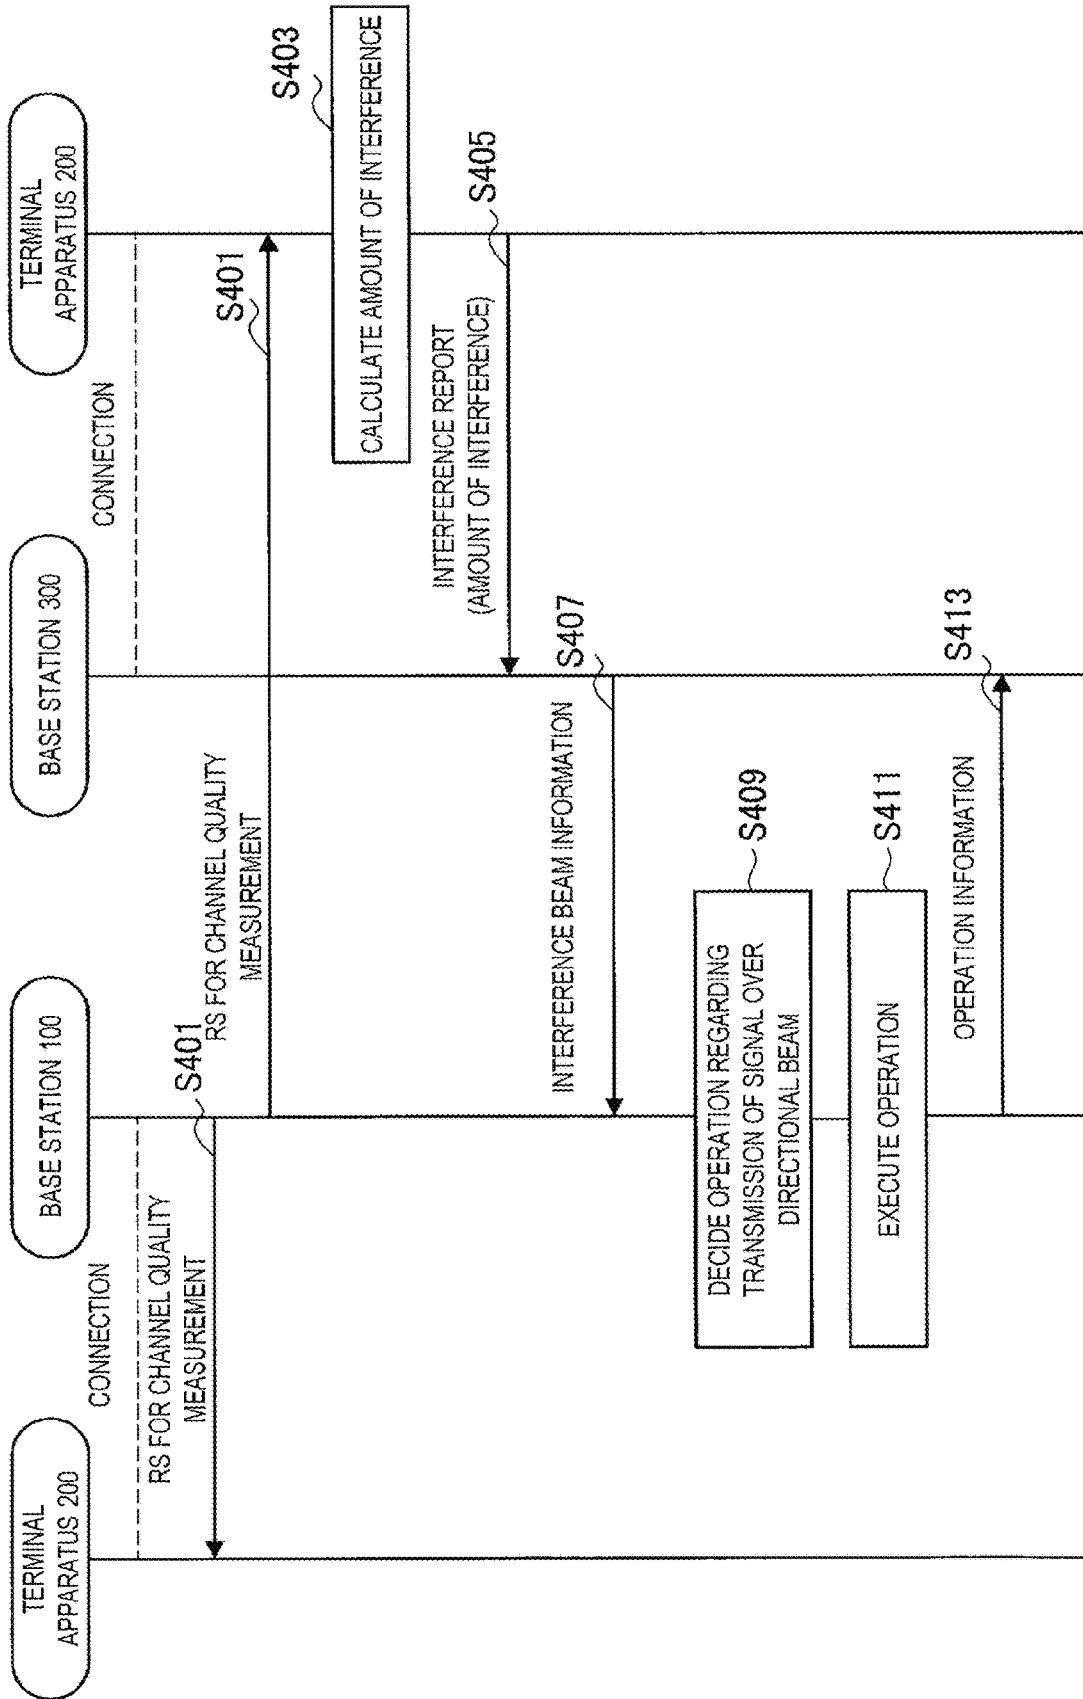 TERMINAL
APPARATUS 200
BASE STATION 100
BASE STATION 300
TERMINAL
APPARATUS 200
CONNECTION
CONNECTION
RS FOR CHANNEL QUALITY
MEASUREMENT
S401
RS FOR CHANNEL QUALITY
MEASUREMENT
S401
S403
CALCULATE AMOUNT OF INTERFERENCE
INTERFERENCE REPORT
(AMOUNT OF INTERFERENCE)
S405
INTERFERENCE BEAM INFORMATION
S407
DECIDE OPERATION REGARDING
TRANSMISSION OF SIGNAL OVER
DIRECTIONAL BEAM
S409
EXECUTE OPERATION
S411
OPERATION INFORMATION
S413